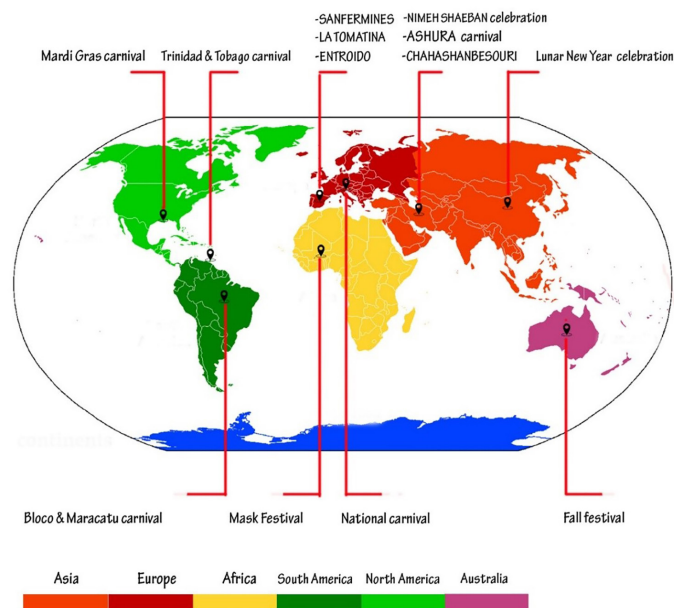 -SANFERMINES
-LA TOMATINA
-ENTROIDO
-NIMEH SHAEBAN celebration
-ASHURA carnival
-CHAHASHANBESOURI
Mardi Gras carnival
Trinidad & Tobago carnival
Lunar New Year celebration
Bloco & Maracatu carnival
Mask Festival
National carnival
Fall festival
Asia
Europe
Africa
South America
North America
Australia